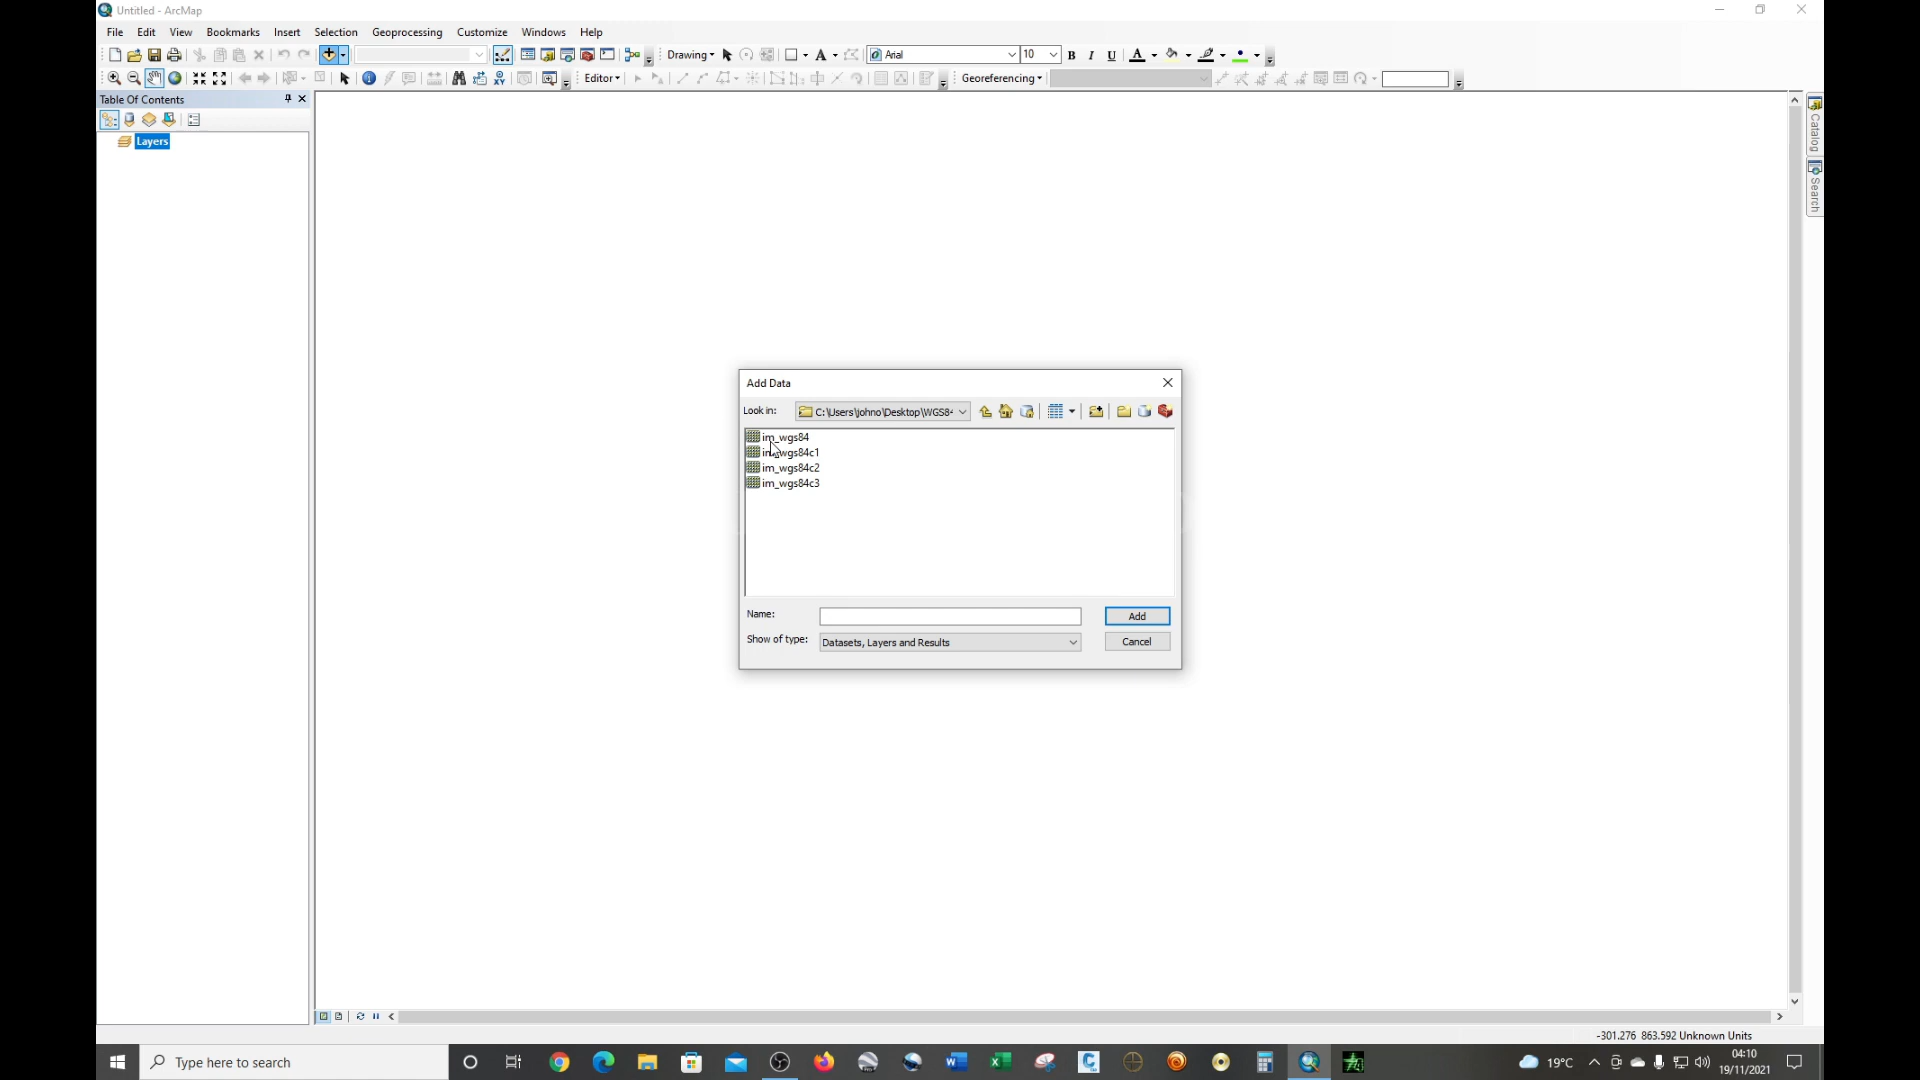 Untitled - ArcMap
File Edit View Bookmarks Insert Selection Geoprocessing Customize Windows Help
Drawing Arial 10 B I U A
Editor Georeferencing
Table Of Contents
Layers
Catalog
Search
Add Data
Look in: C:\Users\johno\Desktop\WGS84
im_wgs84
im_wgs84c1
im_wgs84c2
im_wgs84c3
Name: Add
Show of type: Datasets, Layers and Results Cancel
-301.276 863.592 Unknown Units
Type here to search
19°C
04:10
19/11/2021